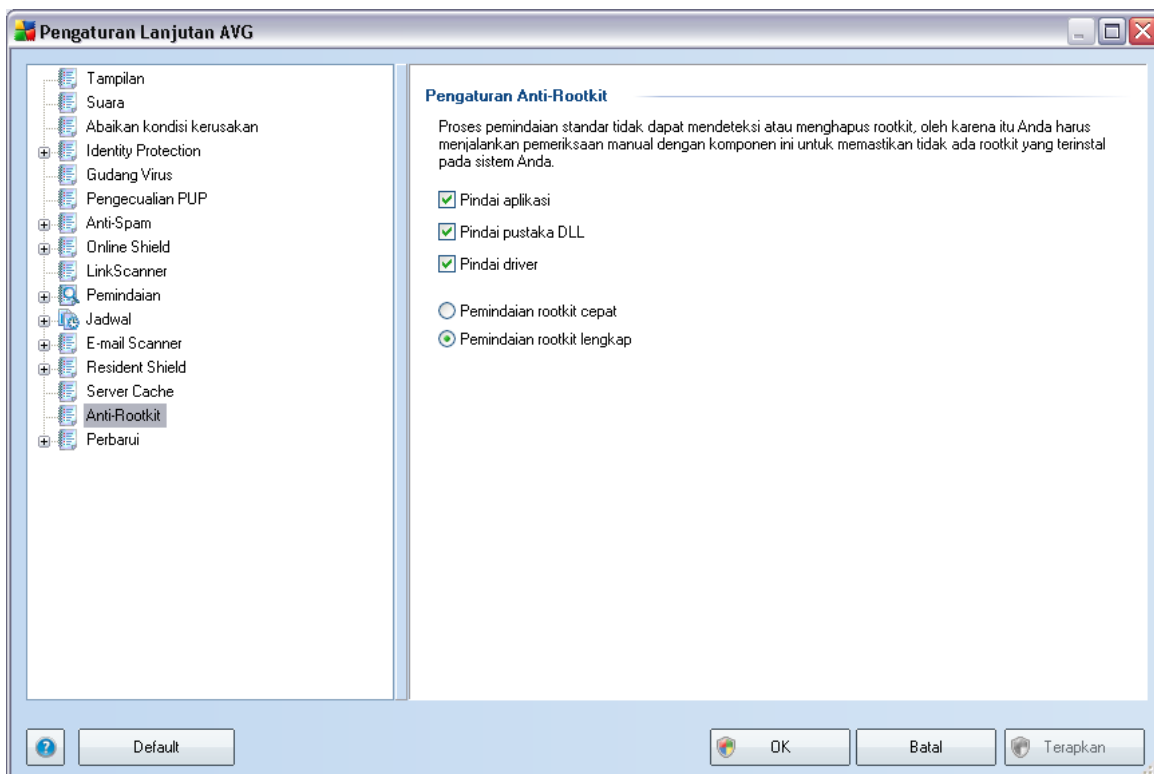 Pengaturan Lanjutan AVG
Tampilan
Suara
Abaikan kondisi kerusakan
Identity Protection
Gudang Virus
Pengecualian PUP
Anti-Spam
Online Shield
LinkScanner
Pemindaian
Jadwal
E-mail Scanner
Resident Shield
Server Cache
Anti-Rootkit
Perbarui
Pengaturan Anti-Rootkit
Proses pemindaian standar tidak dapat mendeteksi atau menghapus rootkit, oleh karena itu Anda harus
menjalankan pemeriksaan manual dengan komponen ini untuk memastikan tidak ada rootkit yang terinstal
pada sistem Anda.
Pindai aplikasi
Pindai pustaka DLL
Pindai driver
Pemindaian rootkit cepat
Pemindaian rootkit lengkap
? Default OK Batal Terapkan